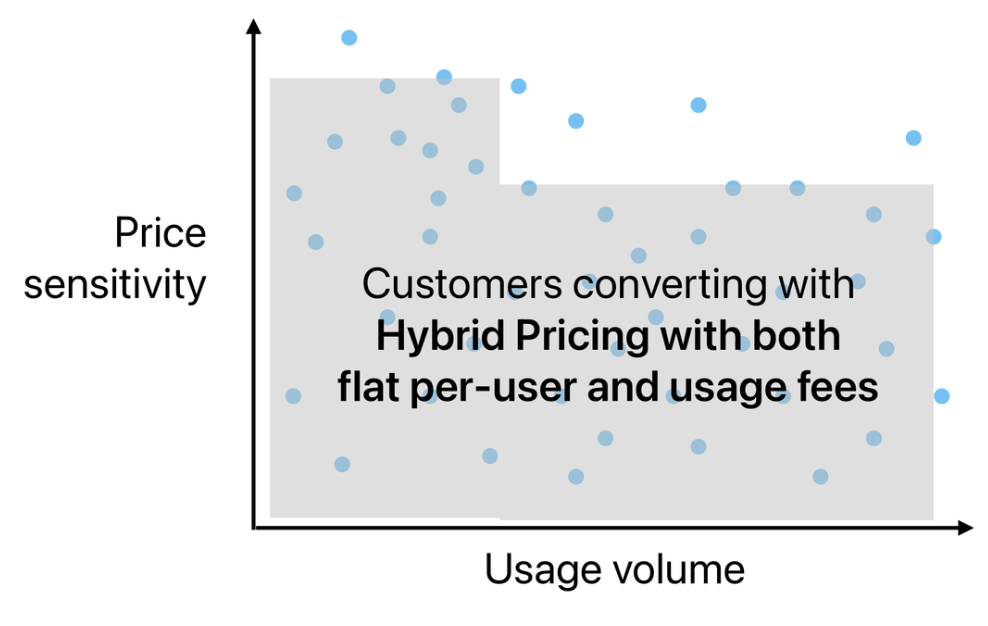 Price
sensitivity
Customers converting with
Hybrid Pricing with both
flat per-user and usage fees
Usage volume